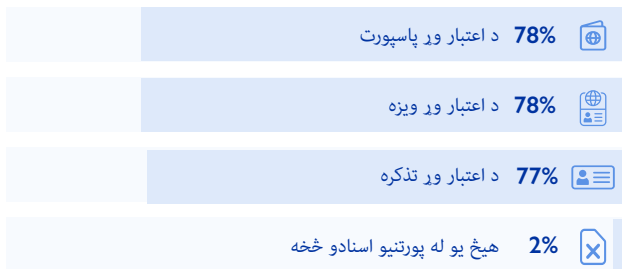 78% د اعتبار وړ پاسپورت
78% د اعتبار وړ ویزه
77% د اعتبار وړ تذکره
2% هیڅ یو له پورتنیو اسنادو څخه